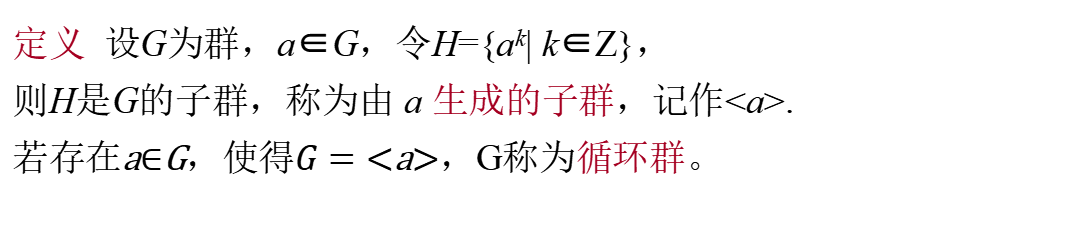 定义 设G为群，a∈G，令H={aᵏ| k∈Z}，
则H是G的子群，称为由 a 生成的子群，记作<a>.
若存在a∈G，使得G = <a>，G称为循环群。